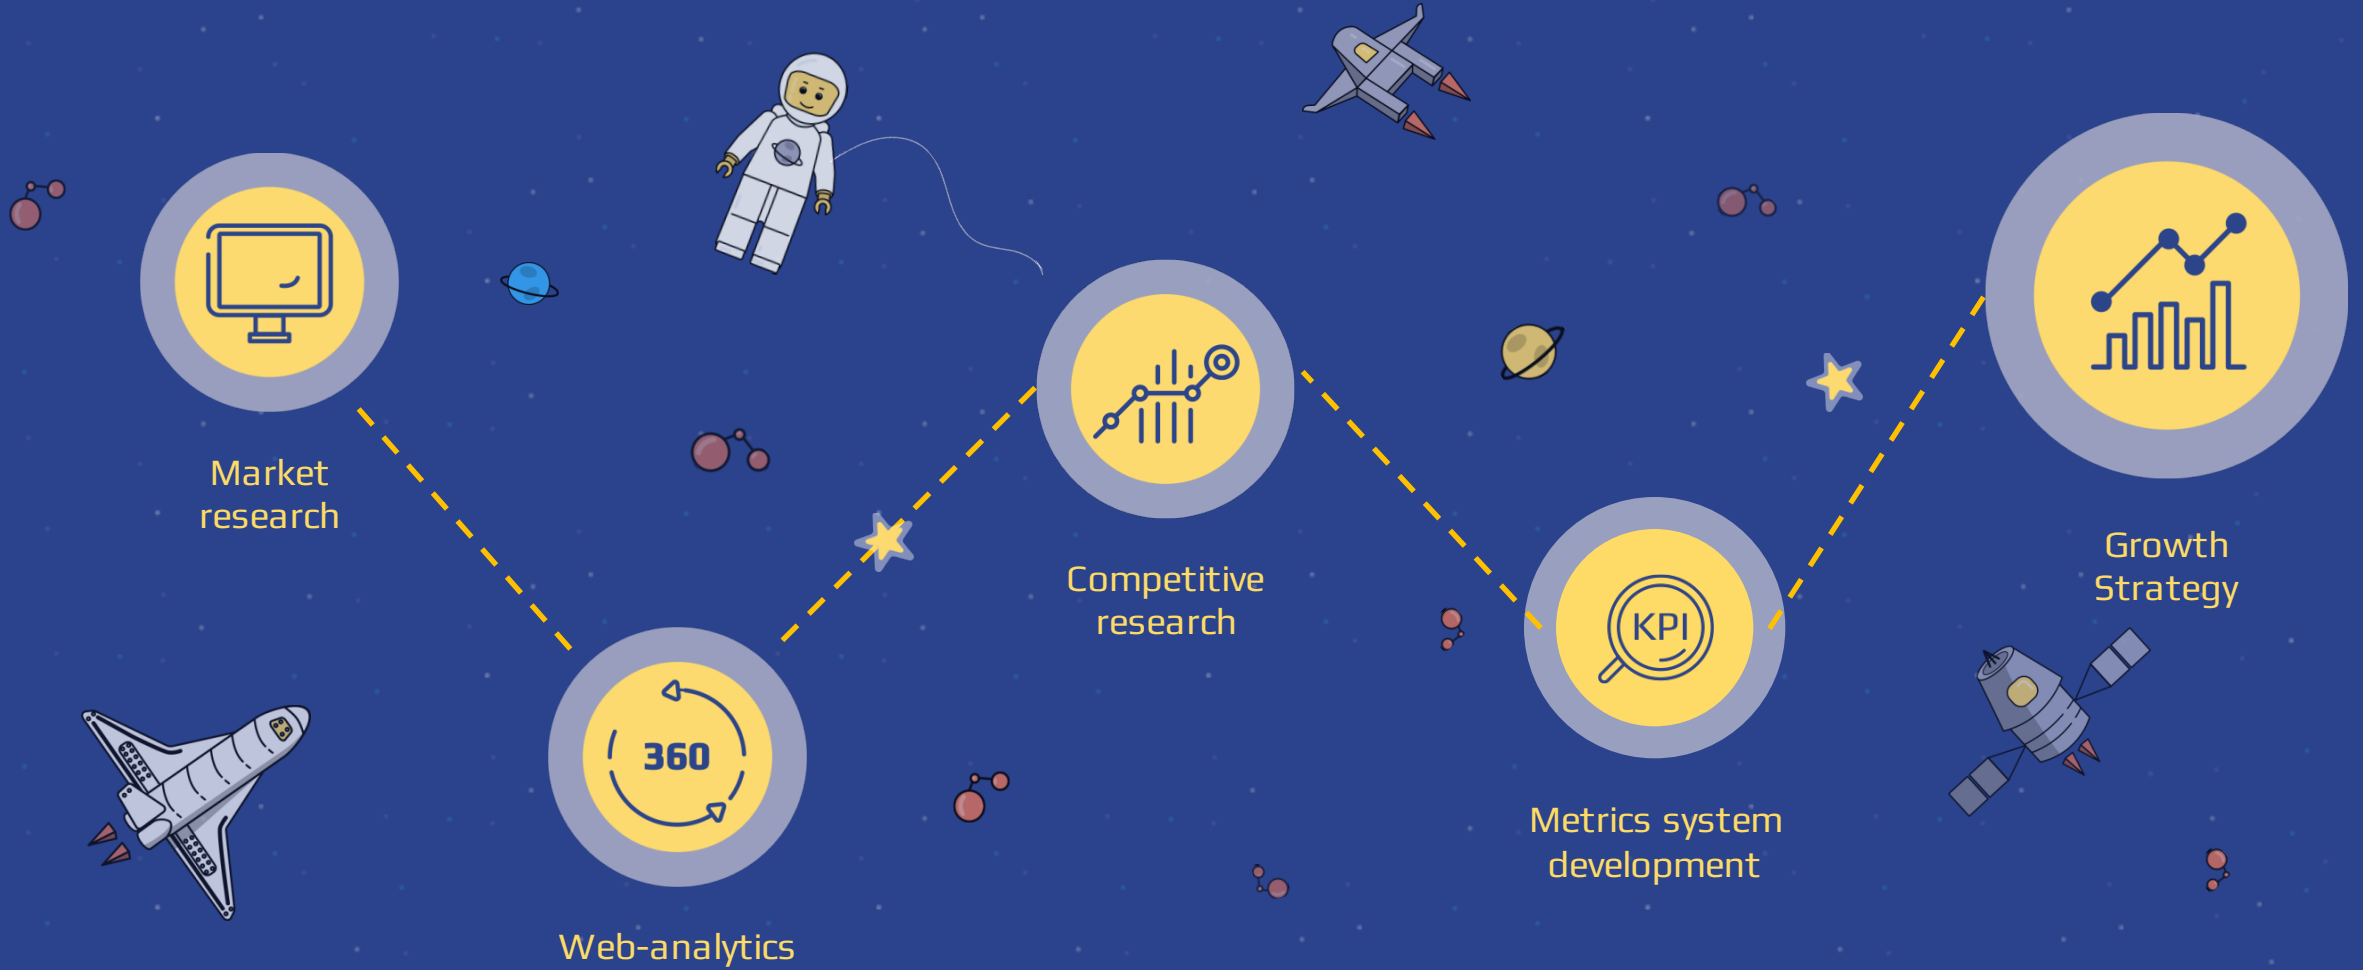 Market
research
360
Web-analytics
Competitive
research
KPI
Metrics system
development
Growth
Strategy